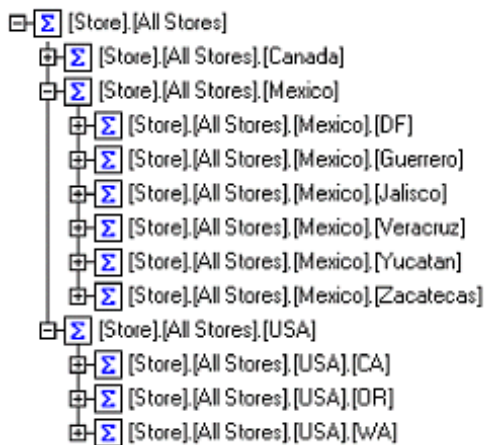 [Store].[All Stores]
[Store].[All Stores].[Canada]
[Store].[All Stores].[Mexico]
[Store].[All Stores].[Mexico].[DF]
[Store].[All Stores].[Mexico].[Guerrero]
[Store].[All Stores].[Mexico].[Jalisco]
[Store].[All Stores].[Mexico].[Veracruz]
[Store].[All Stores].[Mexico].[Yucatan]
[Store].[All Stores].[Mexico].[Zacatecas]
[Store].[All Stores].[USA]
[Store].[All Stores].[USA].[CA]
[Store].[All Stores].[USA].[OR]
[Store].[All Stores].[USA].[WA]